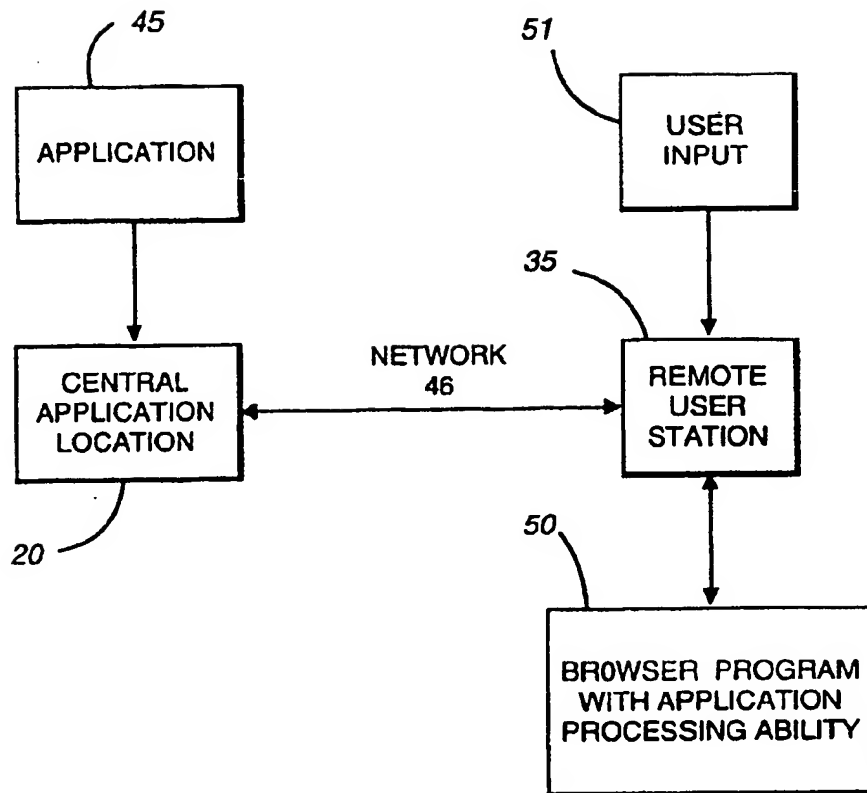 45
51
APPLICATION
USER
INPUT
35
CENTRAL
APPLICATION
LOCATION
NETWORK
46
REMOTE
USER
STATION
20
50
BROWSER PROGRAM
WITH APPLICATION
PROCESSING ABILITY